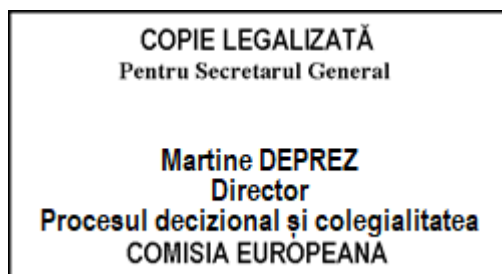 COPIE LEGALIZATĂ
Pentru Secretarul General
Martine DEPREZ
Director
Procesul decizional și colegialitatea
COMISIA EUROPEANA